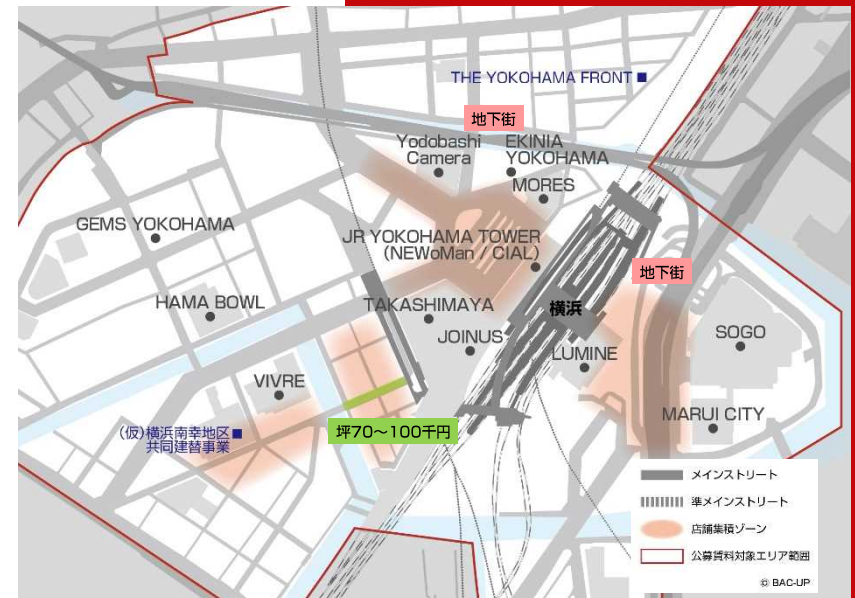 THE YOKOHAMA FRONT■
地下街
Yodobashi
Camera
EKINIA
YOKOHAMA
MORES
GEMS YOKOHAMA
JR YOKOHAMA TOWER
(NEWoMan / CIAL)
地下街
HAMA BOWL
TAKASHIMAYA
横浜
JOINUS
LUMINE
SOGO
VIVRE
MARUI CITY
(仮)横浜南幸地区■
共同建替事業
坪70～100千円
メインストリート
準メインストリート
店舗集積ゾーン
公募賃料対象エリア範囲
© BAC-UP